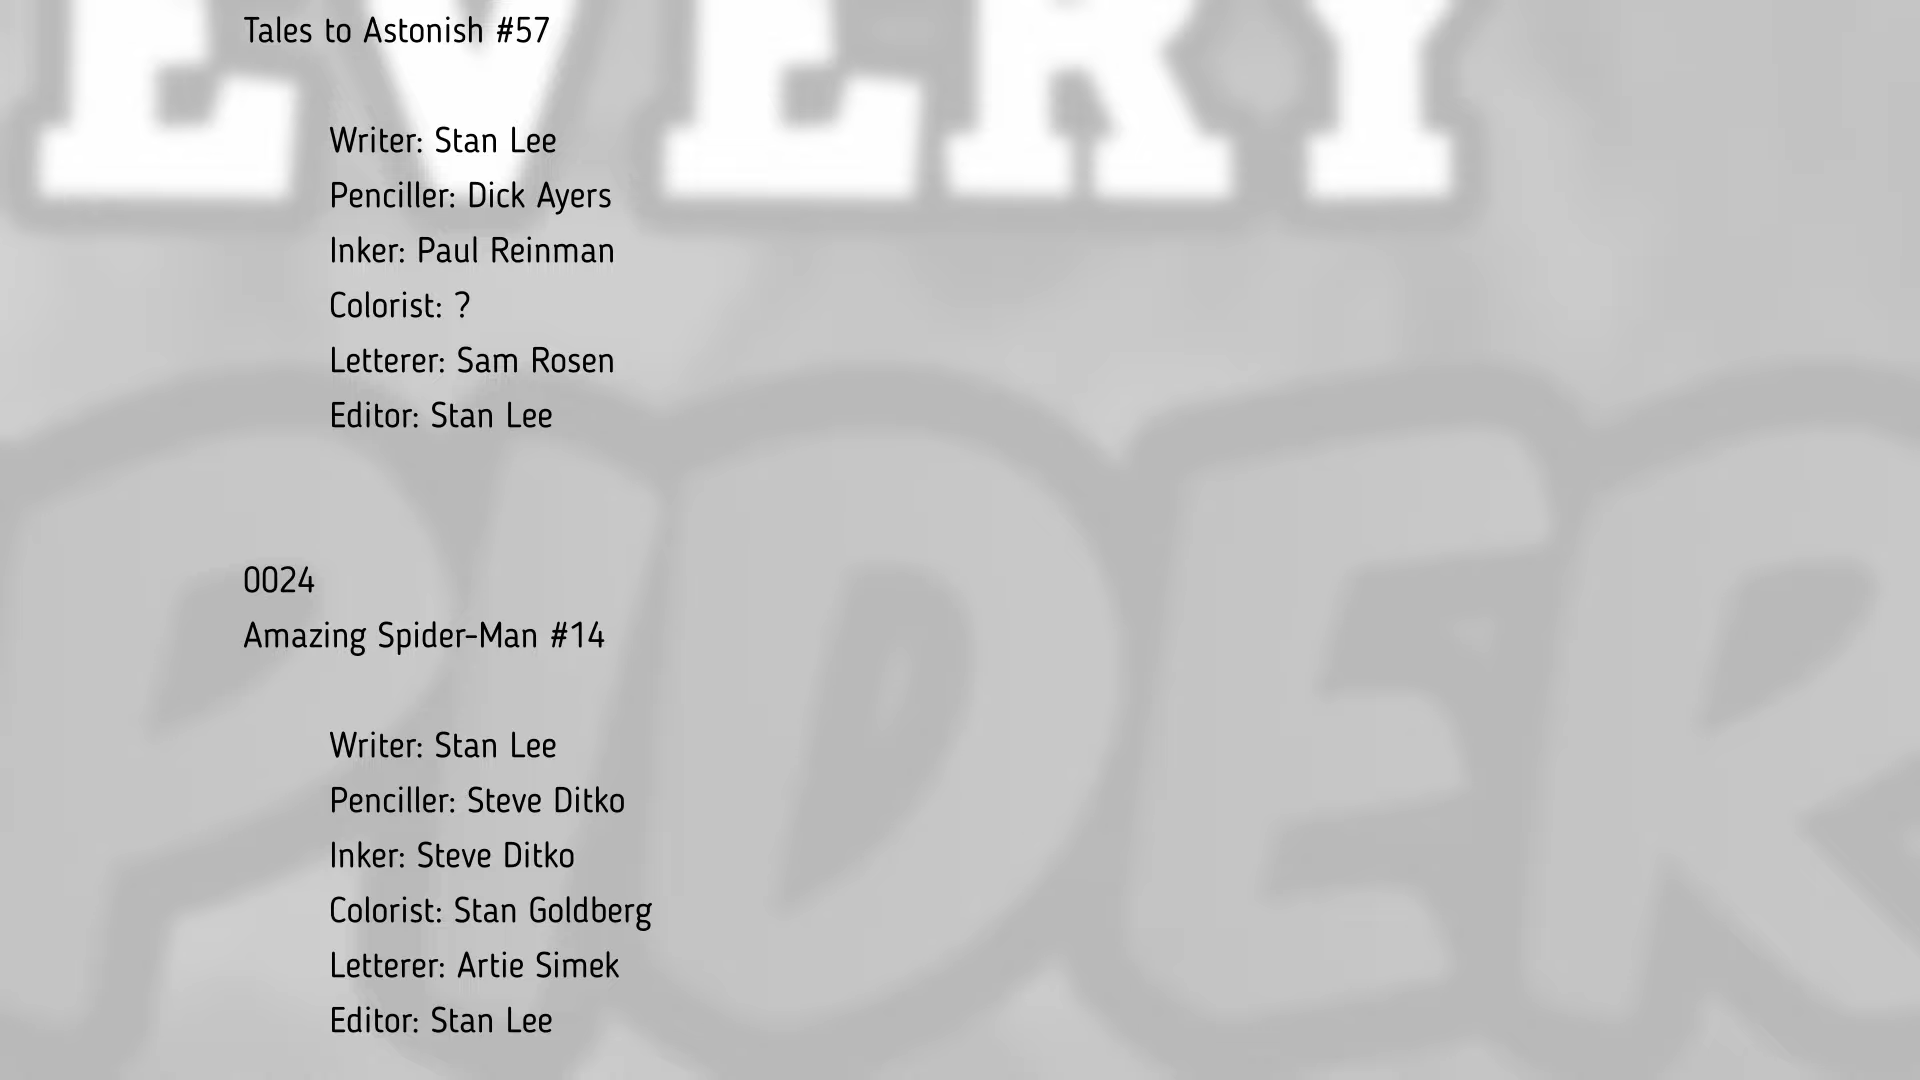 EVERY
Tales to Astonish #57
Writer: Stan Lee
Penciller: Dick Ayers
Inker: Paul Reinman
Colorist: ?
Letterer: Sam Rosen
Editor: Stan Lee
PIDER
0024
Amazing Spider-Man #14
Writer: Stan Lee
Penciller: Steve Ditko
Inker: Steve Ditko
Colorist: Stan Goldberg
Letterer: Artie Simek
Editor: Stan Lee